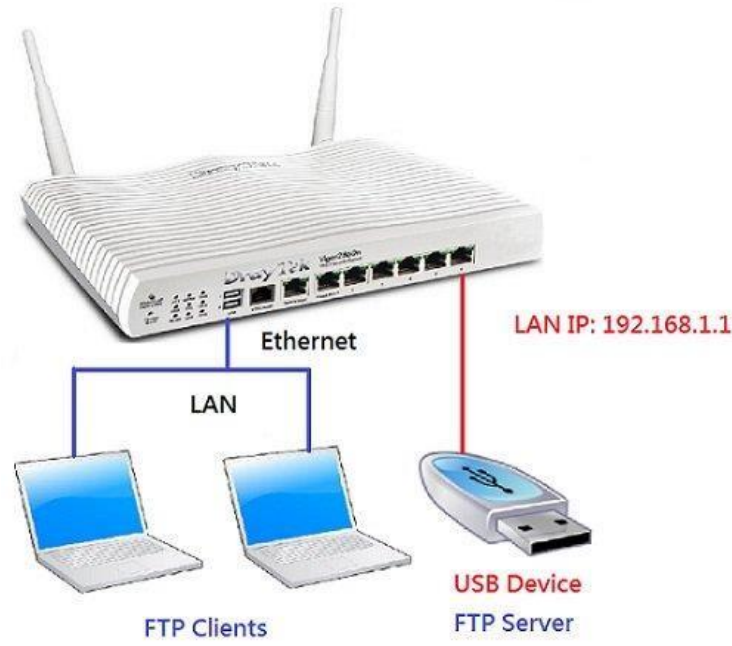 DrayTek
Ethernet
LAN IP: 192.168.1.1
LAN
USB Device
FTP Clients
FTP Server